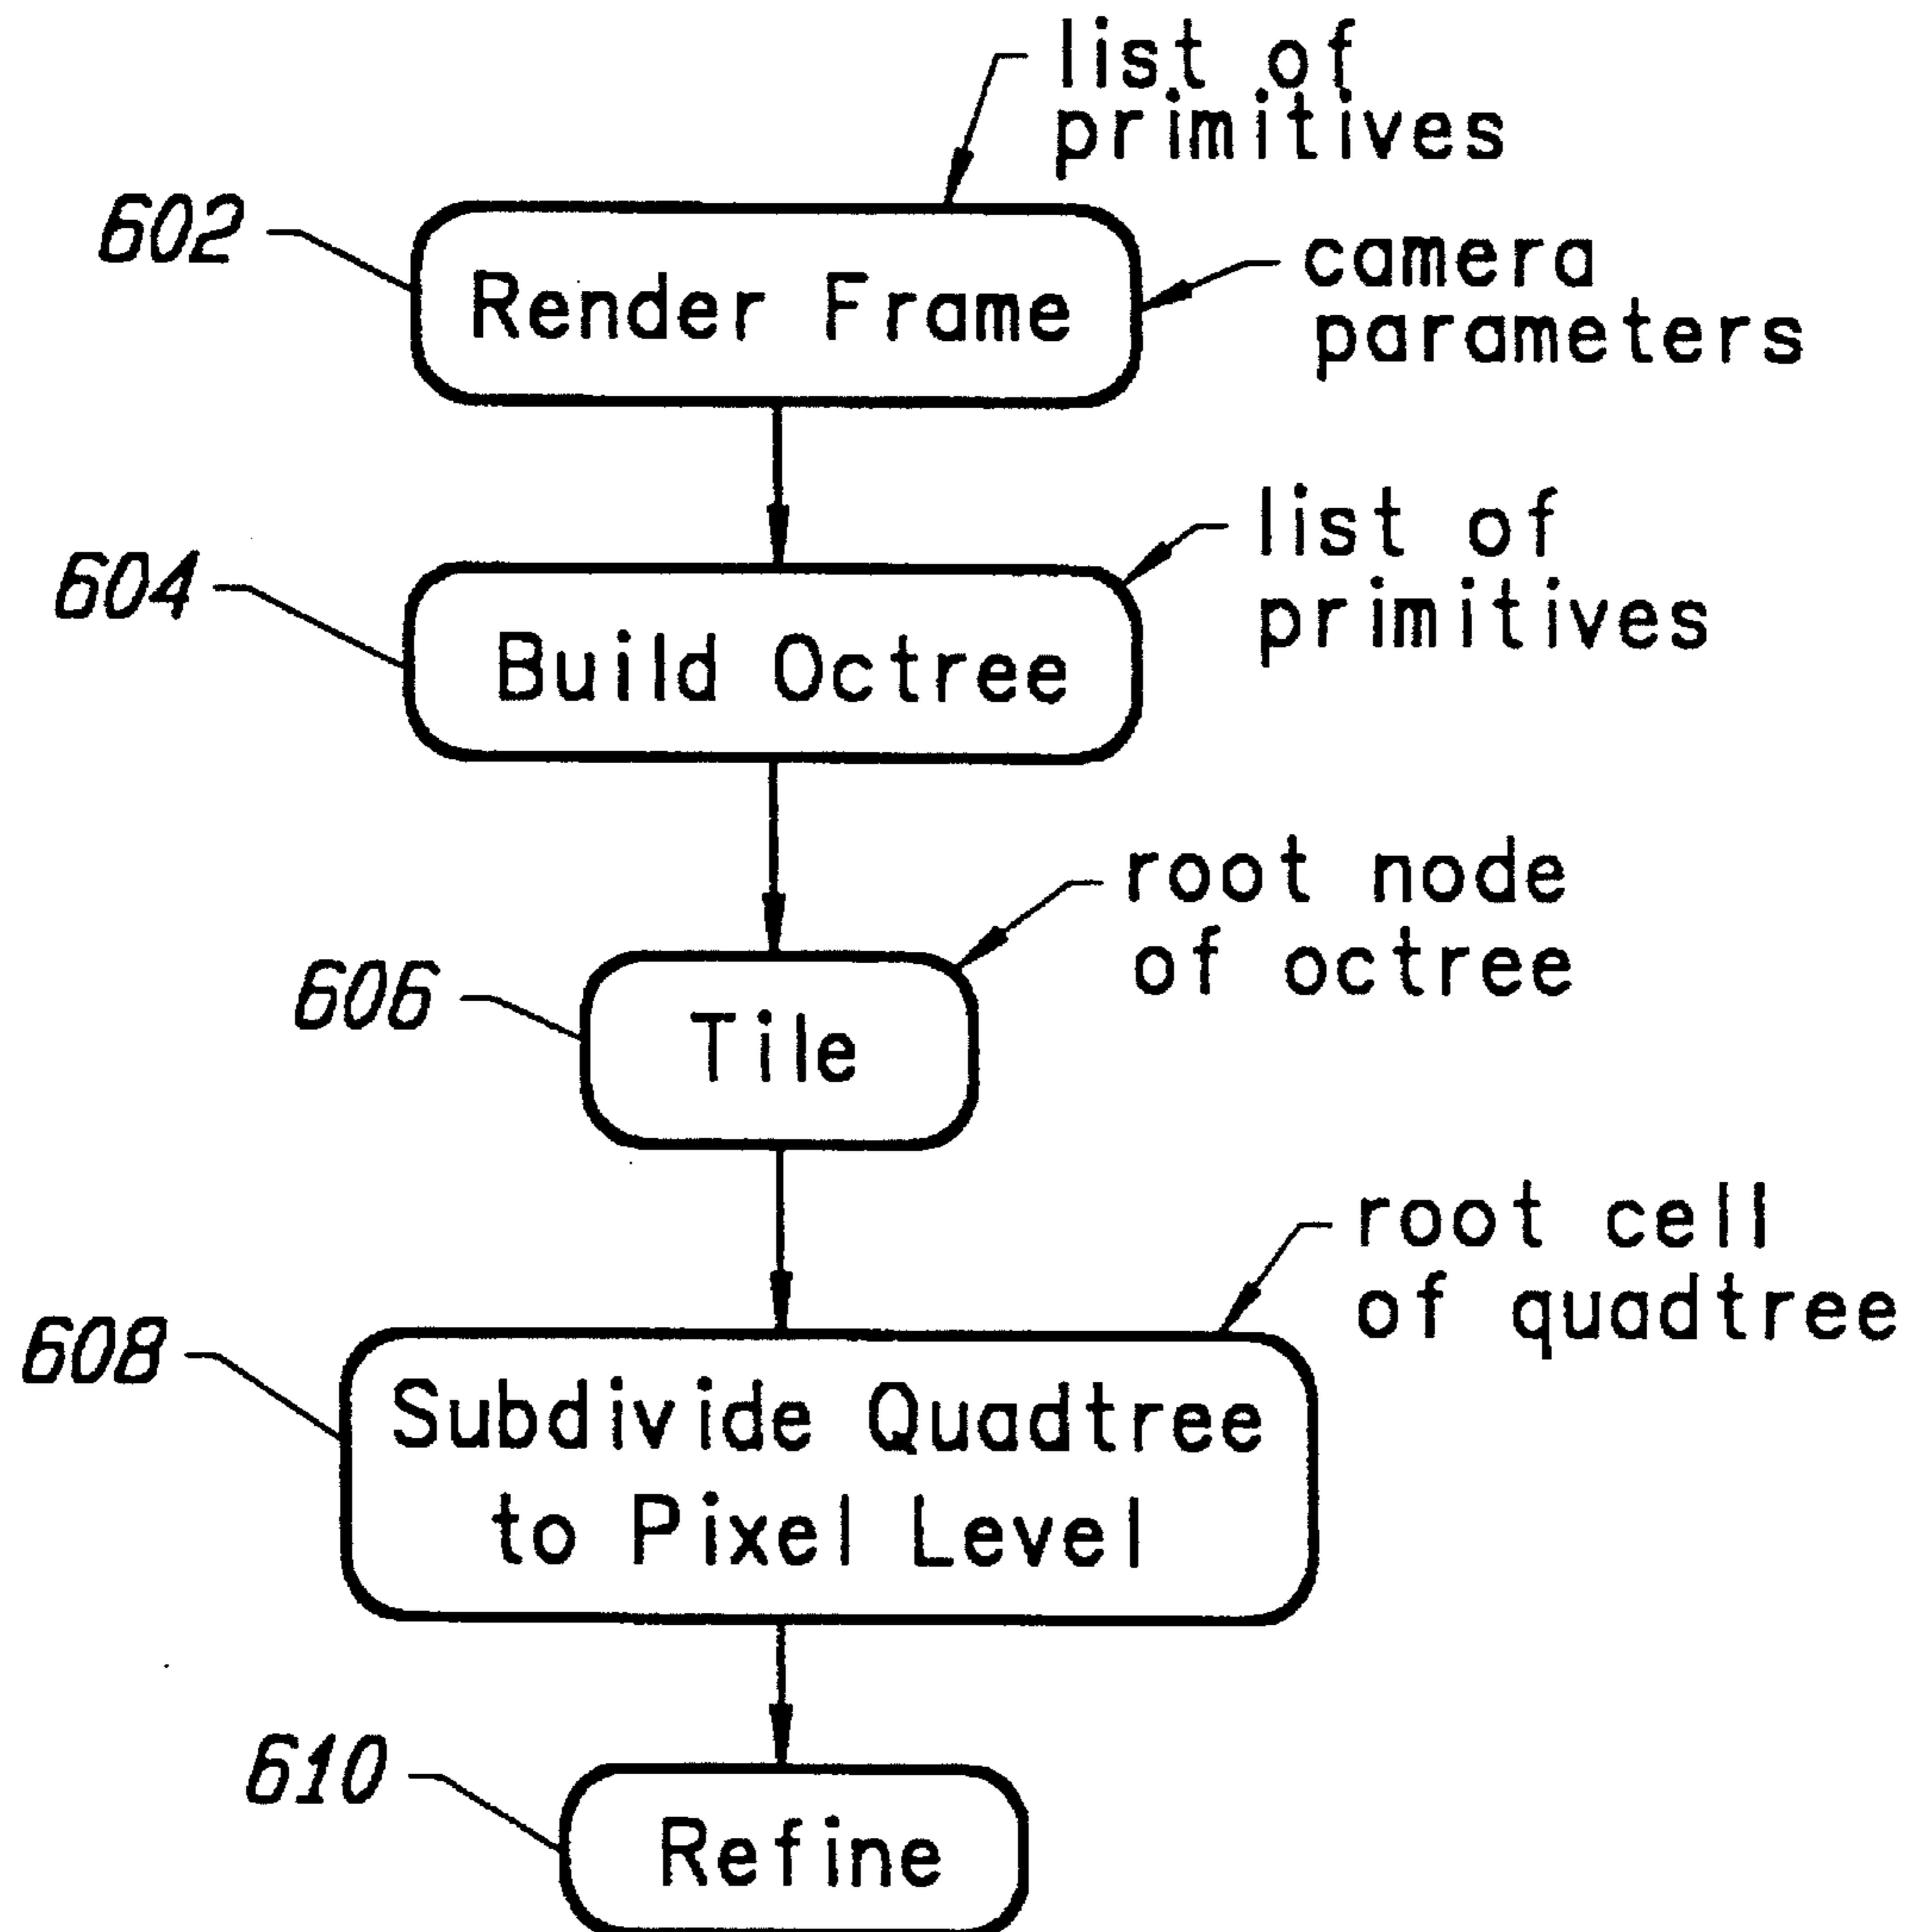 list of
primitives
602
Render Frame
camera
parameters
604
Build Octree
list of
primitives
606
Tile
root node
of octree
608
Subdivide Quadtree
to Pixel Level
root cell
of quadtree
610
Refine